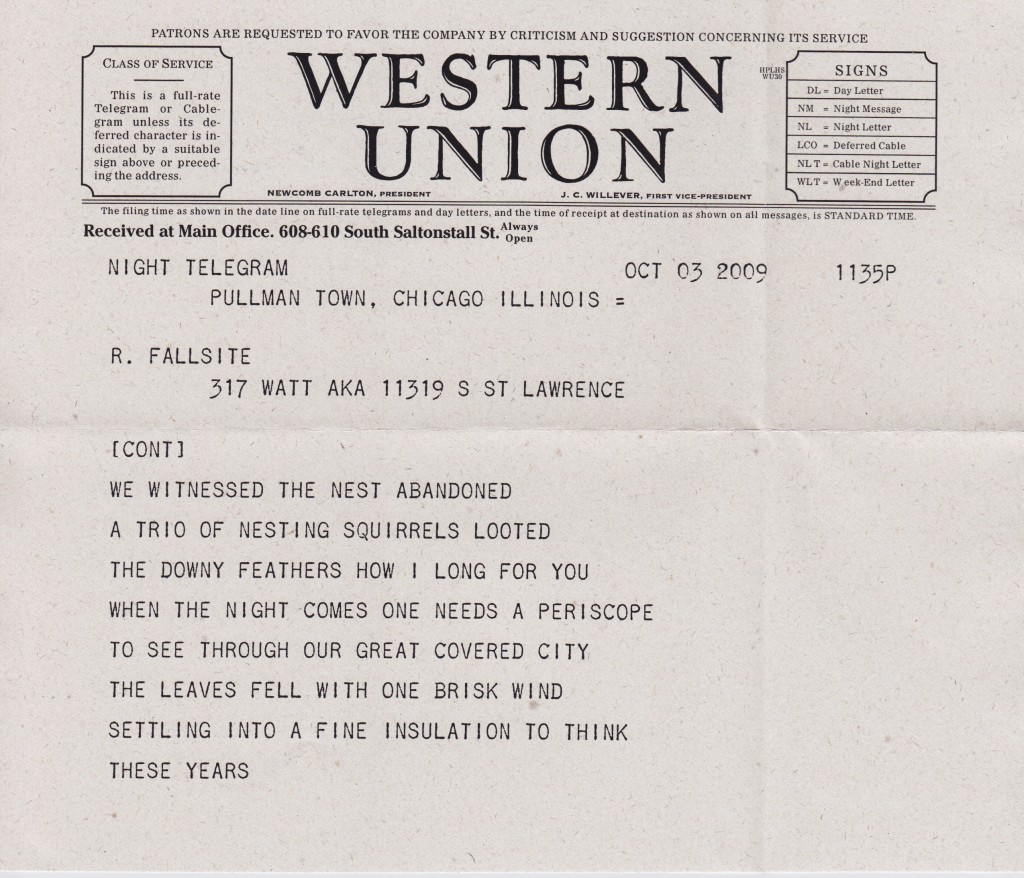 PATRONS ARE REQUESTED TO FAVOR THE COMPANY BY CRITICISM AND SUGGESTION CONCERNING ITS SERVICE
CLASS OF SERVICE
This is a full-rate
Telegram or Cable-
gram unless its de-
ferred character is in-
dicated by a suitable
sign above or preced-
ing the address.
WESTERN
UNION
NEWCOMB CARLTON, PRESIDENT
J. C. WILLEVER, FIRST VICE-PRESIDENT
HPLHS
WU30
SIGNS
DL = Day Letter
NM = Night Message
NL = Night Letter
LCO = Deferred Cable
NLT = Cable Night Letter
WLT = Week-End Letter
The filing time as shown in the date line on full-rate telegrams and day letters, and the time of receipt at destination as shown on all messages, is STANDARD TIME.
Received at Main Office. 608-610 South Saltonstall St. Always Open
NIGHT TELEGRAM OCT 03 2009 1135P
PULLMAN TOWN, CHICAGO ILLINOIS =
R. FALLSITE
317 WATT AKA 11319 S ST LAWRENCE
[CONT]
WE WITNESSED THE NEST ABANDONED
A TRIO OF NESTING SQUIRRELS LOOTED
THE DOWNY FEATHERS HOW I LONG FOR YOU
WHEN THE NIGHT COMES ONE NEEDS A PERISCOPE
TO SEE THROUGH OUR GREAT COVERED CITY
THE LEAVES FELL WITH ONE BRISK WIND
SETTLING INTO A FINE INSULATION TO THINK
THESE YEARS